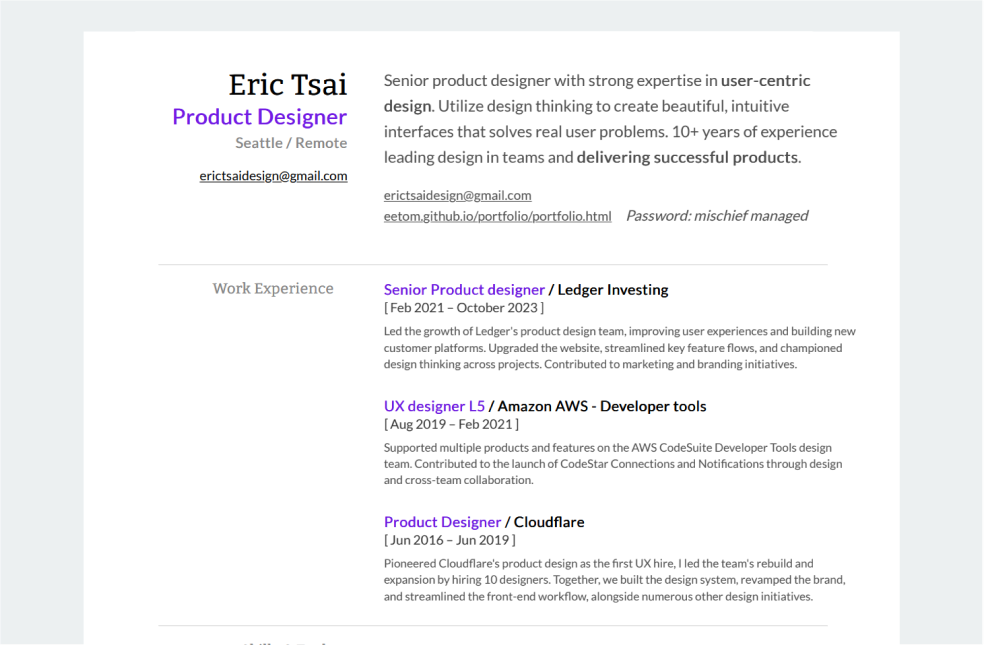 Eric Tsai
Product Designer
Seattle / Remote
erictsaidesign@gmail.com
Senior product designer with strong expertise in user-centric
design. Utilize design thinking to create beautiful, intuitive
interfaces that solves real user problems. 10+ years of experience
leading design in teams and delivering successful products.
erictsaidesign@gmail.com
eetom.github.io/portfolio/portfolio.html Password: mischief managed
Work Experience
Senior Product designer / Ledger Investing
[ Feb 2021 – October 2023 ]
Led the growth of Ledger's product design team, improving user experiences and building new
customer platforms. Upgraded the website, streamlined key feature flows, and championed
design thinking across projects. Contributed to marketing and branding initiatives.
UX designer L5 / Amazon AWS - Developer tools
[ Aug 2019 – Feb 2021 ]
Supported multiple products and features on the AWS CodeSuite Developer Tools design
team. Contributed to the launch of CodeStar Connections and Notifications through design
and cross-team collaboration.
Product Designer / Cloudflare
[ Jun 2016 – Jun 2019 ]
Pioneered Cloudflare's product design as the first UX hire, I led the team's rebuild and
expansion by hiring 10 designers. Together, we built the design system, revamped the brand,
and streamlined the front-end workflow, alongside numerous other design initiatives.